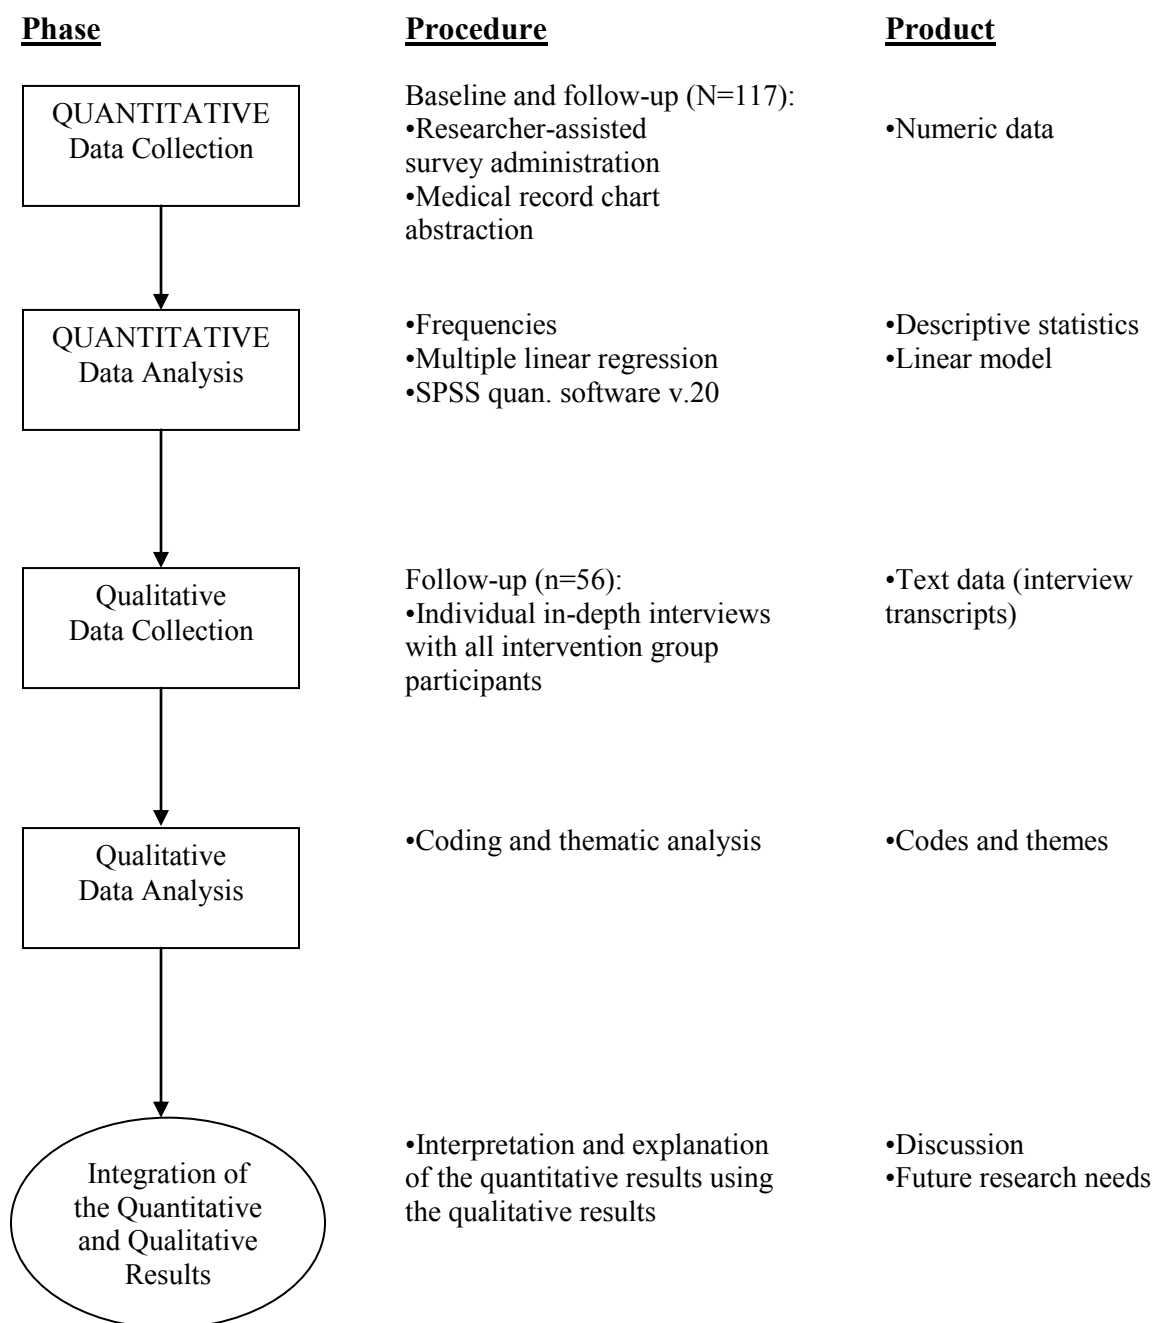 Phase
Procedure
Product
QUANTITATIVE
Data Collection
Baseline and follow-up (N=117):
•Researcher-assisted
survey administration
•Medical record chart
abstraction
•Numeric data
QUANTITATIVE
Data Analysis
•Frequencies
•Multiple linear regression
•SPSS quan. software v.20
•Descriptive statistics
•Linear model
Qualitative
Data Collection
Follow-up (n=56):
•Individual in-depth interviews
with all intervention group
participants
•Text data (interview
transcripts)
Qualitative
Data Analysis
•Coding and thematic analysis
•Codes and themes
Integration of
the Quantitative
and Qualitative
Results
•Interpretation and explanation
of the quantitative results using
the qualitative results
•Discussion
•Future research needs